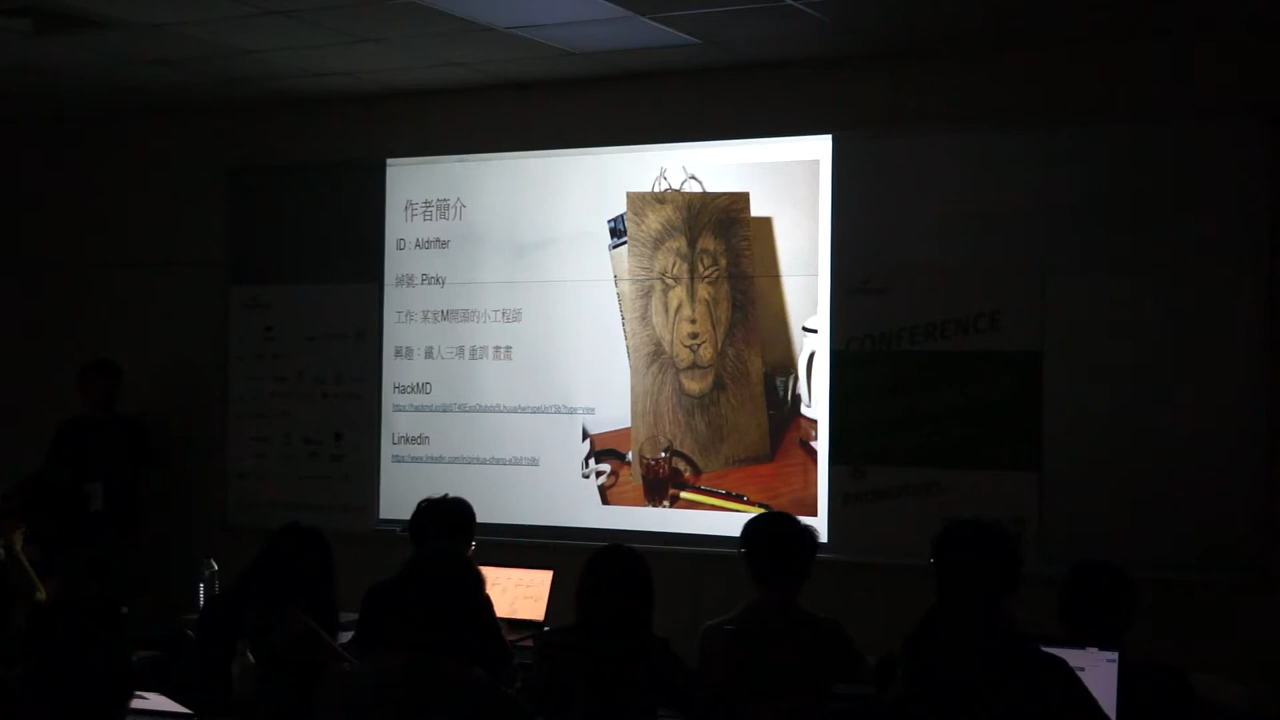 作者簡介
ID : AIdrifter
綽號: Pinky
工作: 某家M開頭的小工程師
興趣：鐵人三項 重訓 畫畫
HackMD
Linkedin
CONFERENCE